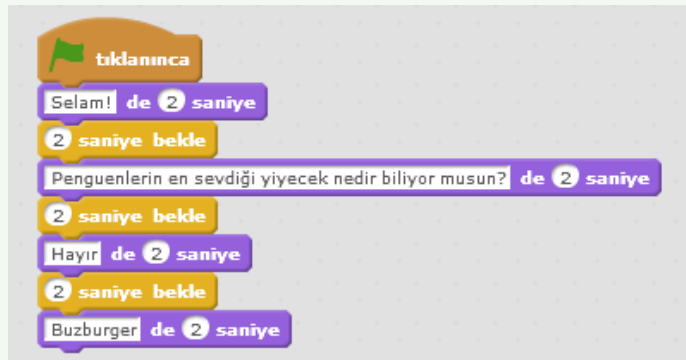 tıklanınca
Selam! de 2 saniye
2 saniye bekle
Penguenlerin en sevdiği yiyecek nedir biliyor musun? de 2 saniye
2 saniye bekle
Hayır de 2 saniye
2 saniye bekle
Buzburger de 2 saniye